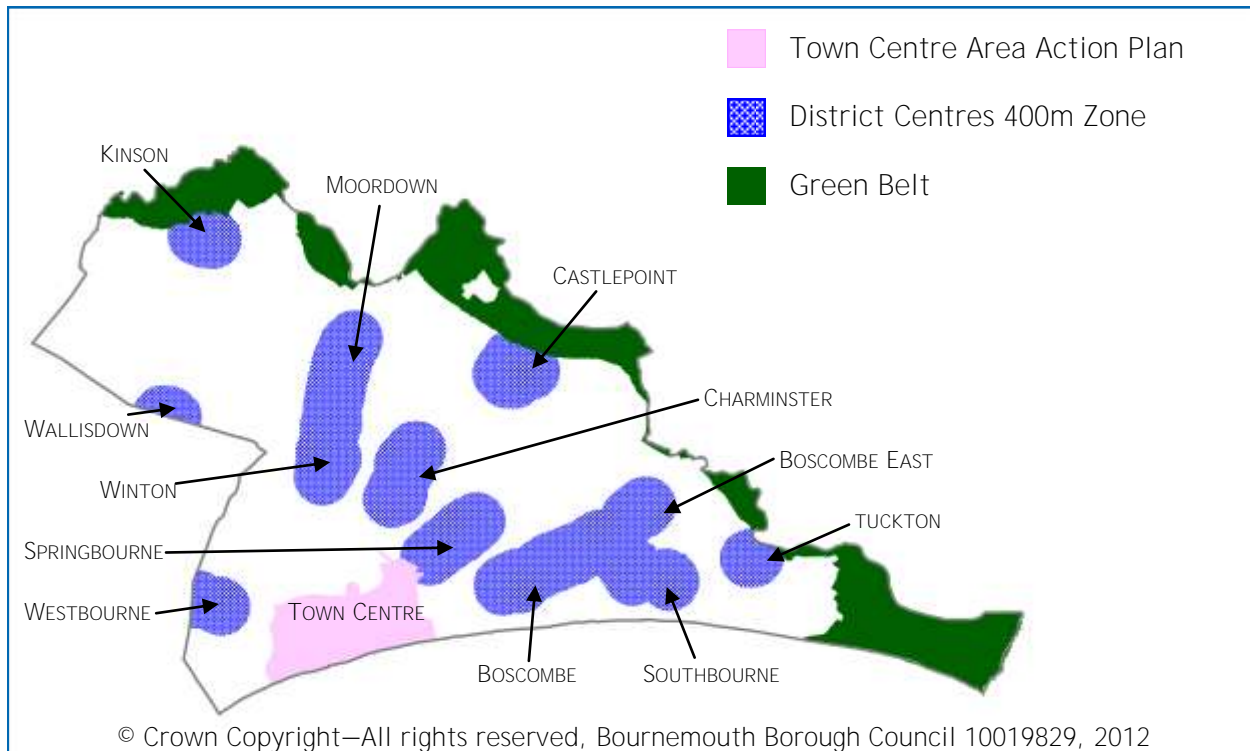 Town Centre Area Action Plan
District Centres 400m Zone
Green Belt
KINSON
MOORDOWN
CASTLEPOINT
CHARMINSTER
WALLISDOWN
BOSCOMBE EAST
WINTON
TUCKTON
SPRINGBOURNE
WESTBOURNE
TOWN CENTRE
BOSCOMBE
SOUTHBOURNE
© Crown Copyright—All rights reserved, Bournemouth Borough Council 10019829, 2012